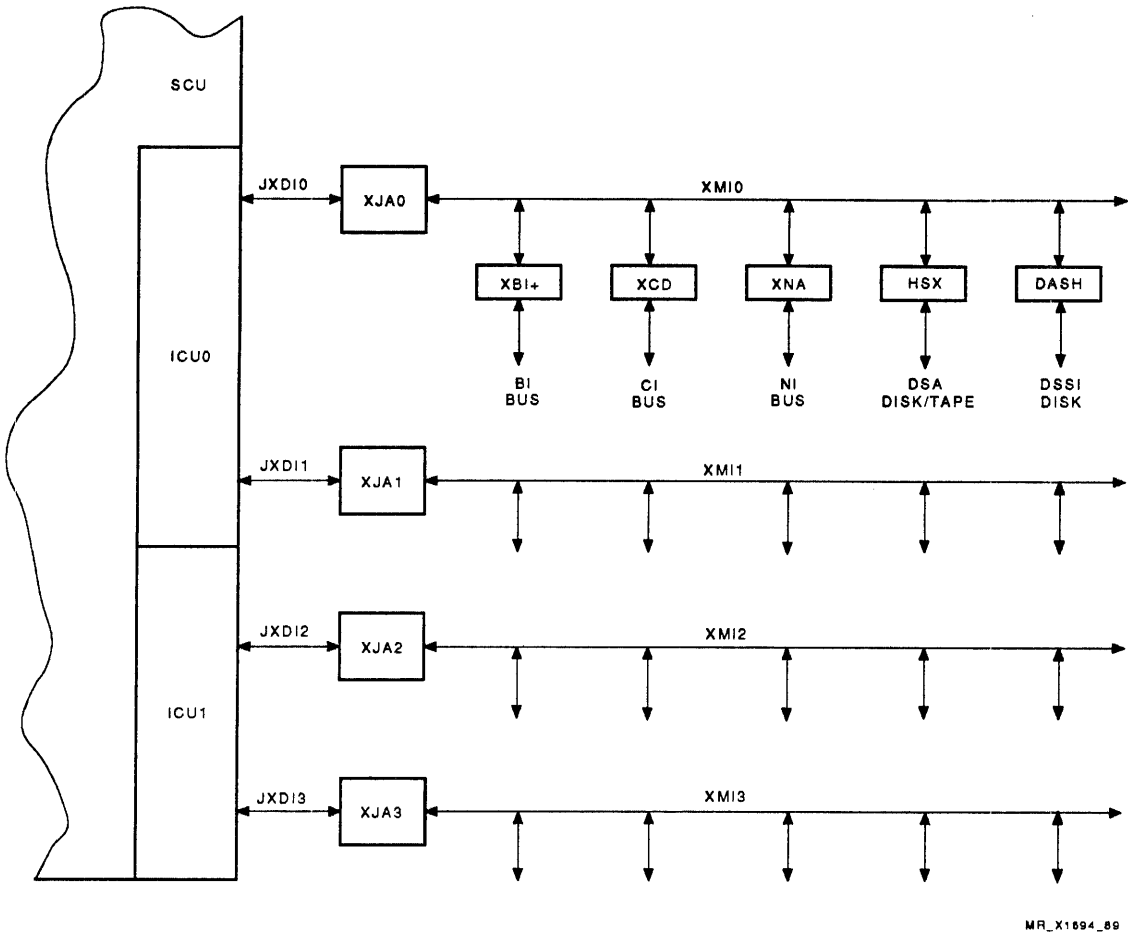 SCU
JXDI0
XJA0
XMI0
XBI+
XCD
XNA
HSX
DASH
ICU0
BI
BUS
CI
BUS
NI
BUS
DSA
DISK/TAPE
DSSI
DISK
JXDI1
XJA1
XMI1
JXDI2
XJA2
XMI2
ICU1
JXDI3
XJA3
XMI3
MR_X1694_89